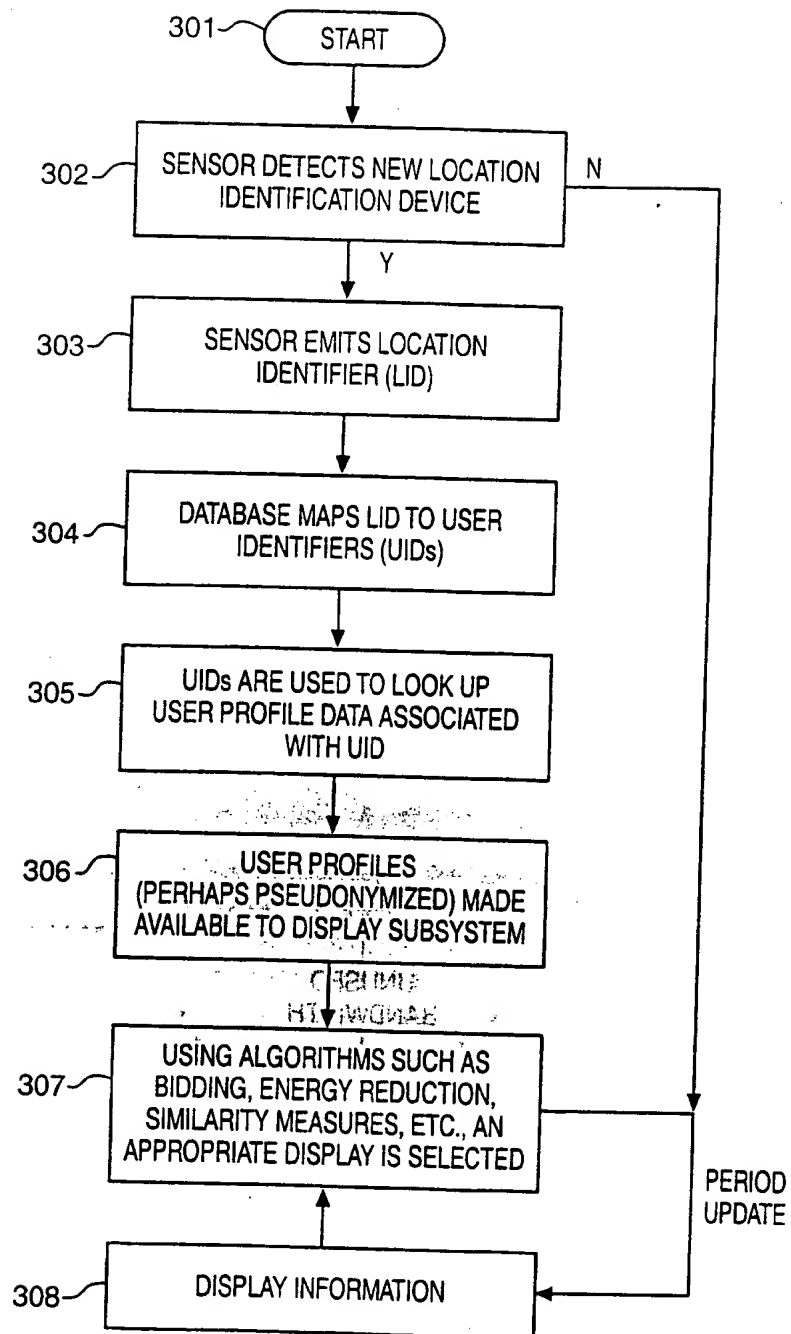 301
START
302
SENSOR DETECTS NEW LOCATION
IDENTIFICATION DEVICE
N
Y
303
SENSOR EMITS LOCATION
IDENTIFIER (LID)
304
DATABASE MAPS LID TO USER
IDENTIFIERS (UIDs)
305
UIDs ARE USED TO LOOK UP
USER PROFILE DATA ASSOCIATED
WITH UID
306
USER PROFILES
(PERHAPS PSEUDONYMIZED) MADE
AVAILABLE TO DISPLAY SUBSYSTEM
UNUSED
BANDWIDTH
307
USING ALGORITHMS SUCH AS
BIDDING, ENERGY REDUCTION,
SIMILARITY MEASURES, ETC., AN
APPROPRIATE DISPLAY IS SELECTED
PERIOD
UPDATE
308
DISPLAY INFORMATION